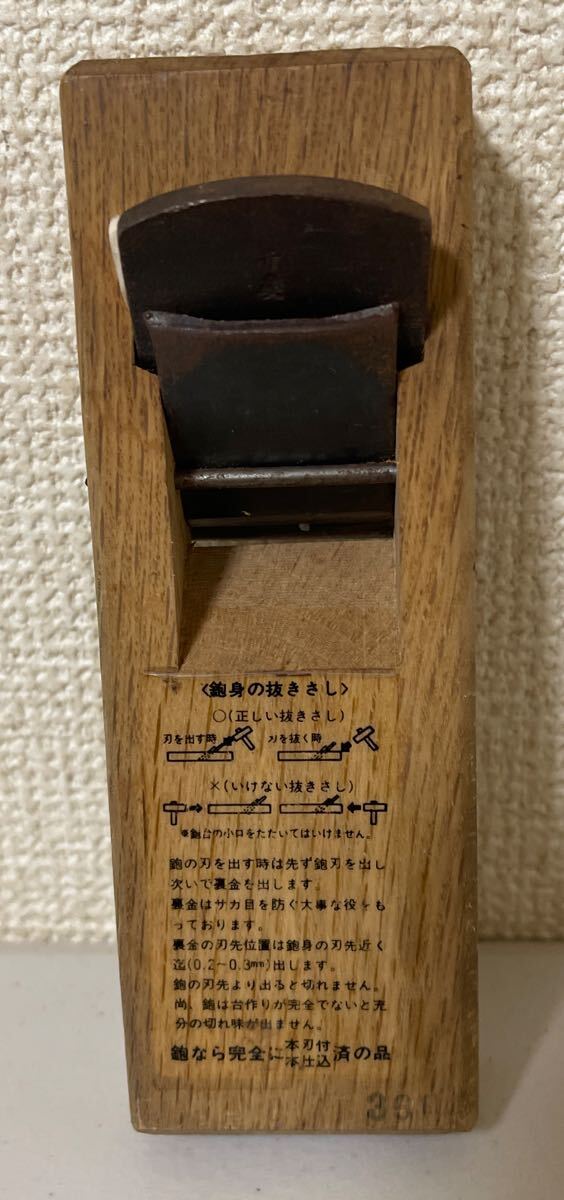 〈鉋身の抜きさし〉
○(正しい抜きさし)
刃を出す時 刃を抜く時
×(いけない抜きさし)
※鉋台の小口をたたいてはいけません。
鉋の刃を出す時は先ず鉋刃を出し
次いで裏金を出します。
裏金はサカ目を防ぐ大事な役をも
っております。
裏金の刃先位置は鉋身の刃先近く
迄(0.2~0.3mm)出します。
鉋の刃先より出ると切れません。
尚、鉋は台作りが完全でないと充
分の切れ味が出ません。
鉋なら完全に本刃付本仕込済の品